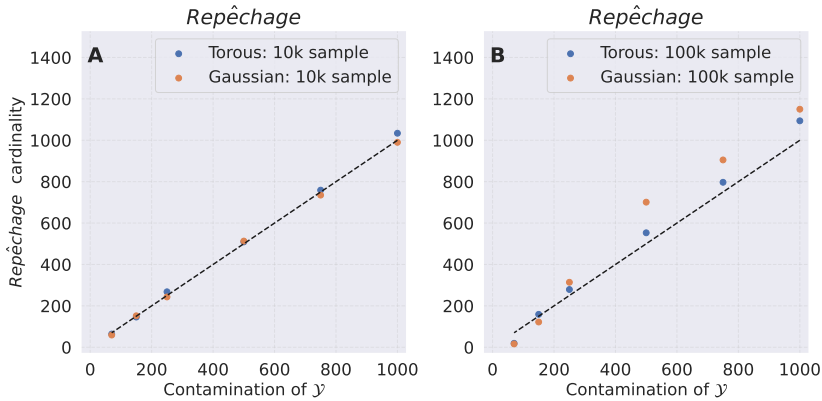 Repêchage
A
Torous: 10k sample
Gaussian: 10k sample
Repêchage cardinality
1400
1200
1000
800
600
400
200
0
0 200 400 600 800 1000
Contamination of 𝒴
Repêchage
B
Torous: 100k sample
Gaussian: 100k sample
1400
1200
1000
800
600
400
200
0
0 200 400 600 800 1000
Contamination of 𝒴